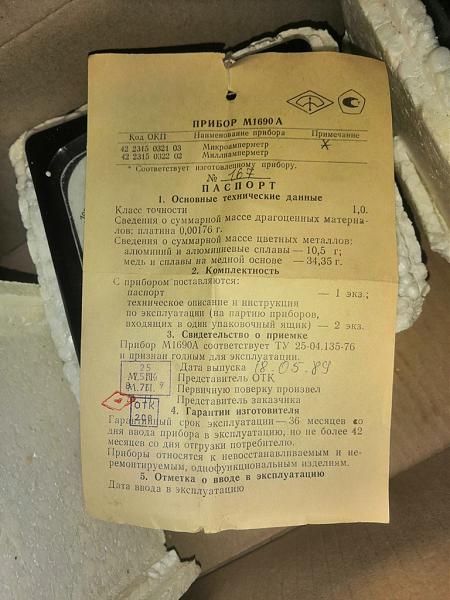 ПРИБОР М1690А
Код ОКП Наименование прибора Примечание
42 2315 0321 03 Микроамперметр X
42 2315 0322 02 Миллиамперметр
* Соответствует изготовленному прибору.
№ 167
ПАСПОРТ
1. Основные технические данные
Класс точности 1,0.
Сведения о суммарной массе драгоценных материа-
лов: платина 0,00176 г.
Сведения о суммарной массе цветных металлов:
алюминий и алюминиевые сплавы — 10,5 г;
медь и сплавы на медной основе — 34,35 г.
2. Комплектность
С прибором поставляются:
паспорт — 1 экз.;
техническое описание и инструкция
по эксплуатации (на партию приборов,
входящих в один упаковочный ящик) — 2 экз.
3. Свидетельство о приемке
Прибор М1690А соответствует ТУ 25-04.135-76
и признан годным для эксплуатации.
25
Дата выпуска 18.05.89
Представитель ОТК
Первичную поверку произвел
Представитель заказчика
ОТК
208
4. Гарантии изготовителя
Гарантийный срок эксплуатации — 36 месяцев со
дня ввода прибора в эксплуатацию, но не более 42
месяцев со дня отгрузки потребителю.
Приборы относятся к невосстанавливаемым и не-
ремонтируемым, однофункциональным изделиям.
5. Отметка о вводе в эксплуатацию
Дата ввода в эксплуатацию